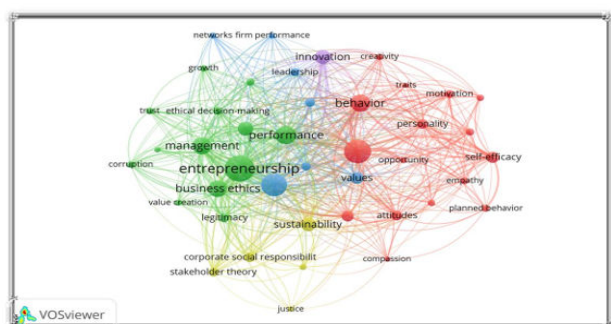 networks firm performance
innovation
creativity
growth
leadership
traits
motivation
behavior
trust
ethical decision-making
personality
performance
management
self-efficacy
corruption
opportunity
entrepreneurship
values
empathy
business ethics
value creation
planned behavior
legitimacy
attitudes
sustainability
corporate social responsibilit
compassion
stakeholder theory
justice
VOSviewer